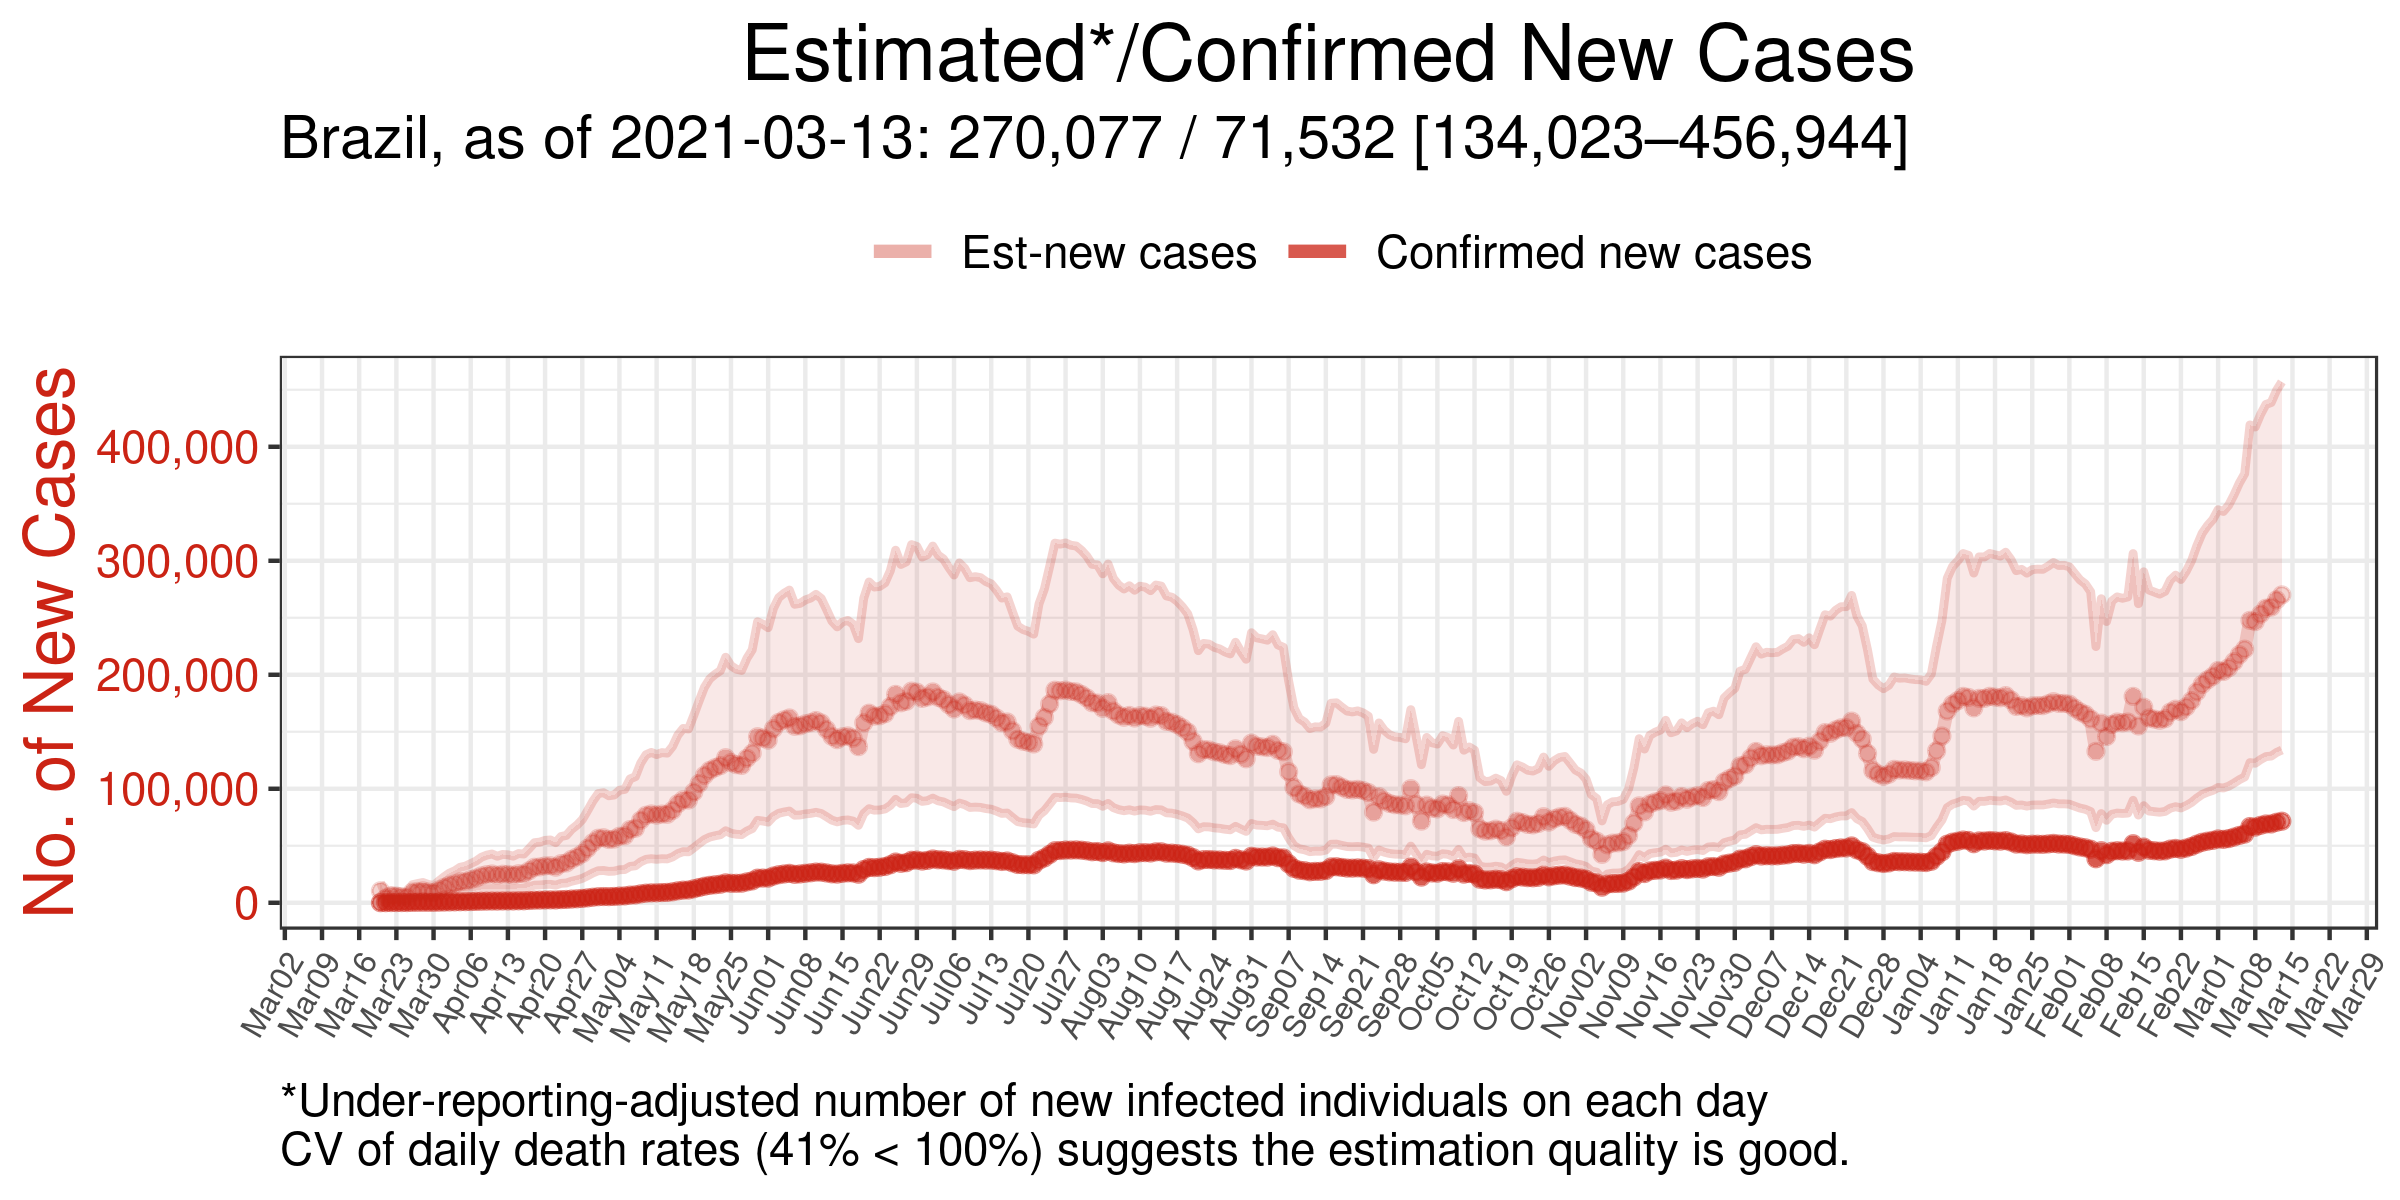 Estimated*/Confirmed New Cases
Brazil, as of 2021-03-13: 270,077 / 71,532 [134,023–456,944]
Est-new cases
Confirmed new cases
No. of New Cases
400,000
300,000
200,000
100,000
0
Mar02
Mar09
Mar16
Mar23
Mar30
Apr06
Apr13
Apr20
Apr27
May04
May11
May18
May25
Jun01
Jun08
Jun15
Jun22
Jun29
Jul06
Jul13
Jul20
Jul27
Aug03
Aug10
Aug17
Aug24
Aug31
Sep07
Sep14
Sep21
Sep28
Oct05
Oct12
Oct19
Oct26
Nov02
Nov09
Nov16
Nov23
Nov30
Dec07
Dec14
Dec21
Dec28
Jan04
Jan11
Jan18
Jan25
Feb01
Feb08
Feb15
Feb22
Mar01
Mar08
Mar15
Mar22
Mar29
*Under-reporting-adjusted number of new infected individuals on each day
CV of daily death rates (41% < 100%) suggests the estimation quality is good.